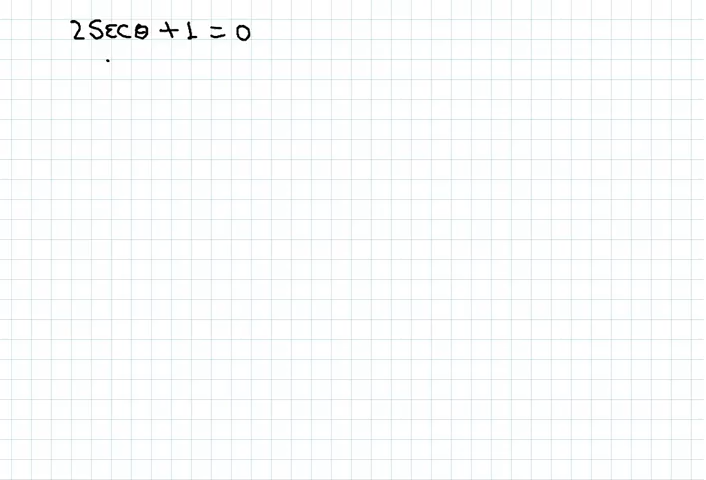 2secθ + 1 = 0